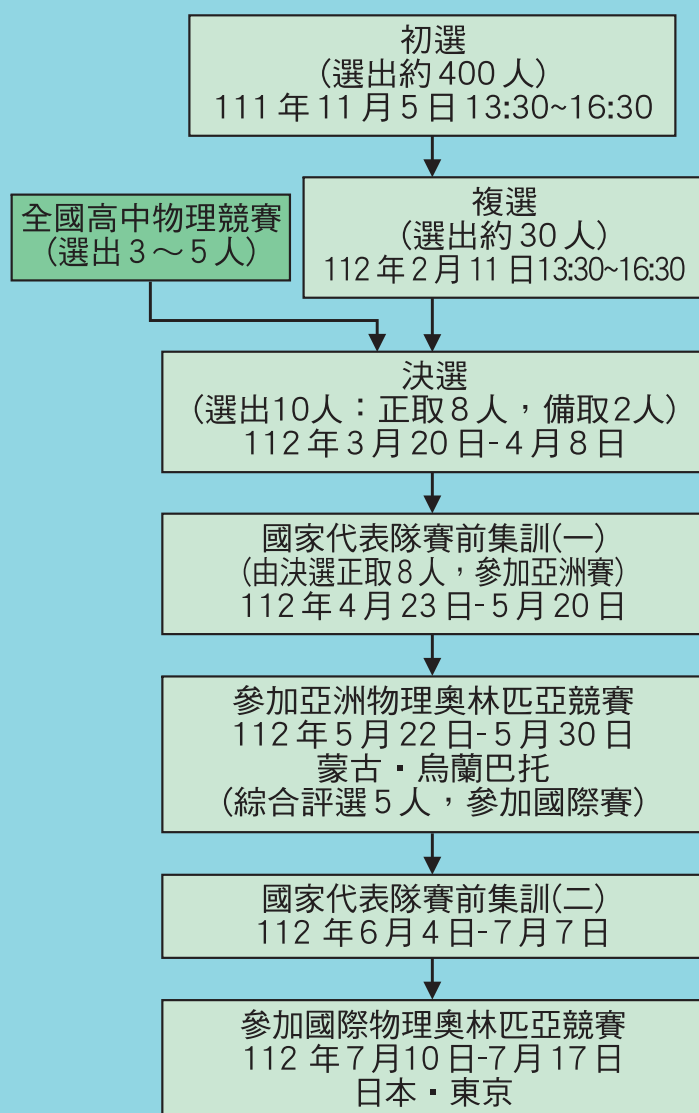 初選
(選出約 400 人)
111 年 11 月 5 日 13:30~16:30
全國高中物理競賽
(選出 3～5 人)
複選
(選出約 30 人)
112 年 2 月 11 日13:30~16:30
決選
(選出10人：正取 8 人，備取2人)
112 年 3 月 20 日- 4 月 8 日
國家代表隊賽前集訓(一)
(由決選正取 8 人，參加亞洲賽)
112 年 4 月 23 日- 5 月 20 日
參加亞洲物理奧林匹亞競賽
112 年 5 月 22 日- 5 月 30 日
蒙古▪烏蘭巴托
(綜合評選 5 人，參加國際賽)
國家代表隊賽前集訓(二)
112 年 6 月 4 日-7 月 7 日
參加國際物理奧林匹亞競賽
112 年 7 月10 日-7 月 17 日
日本▪東京